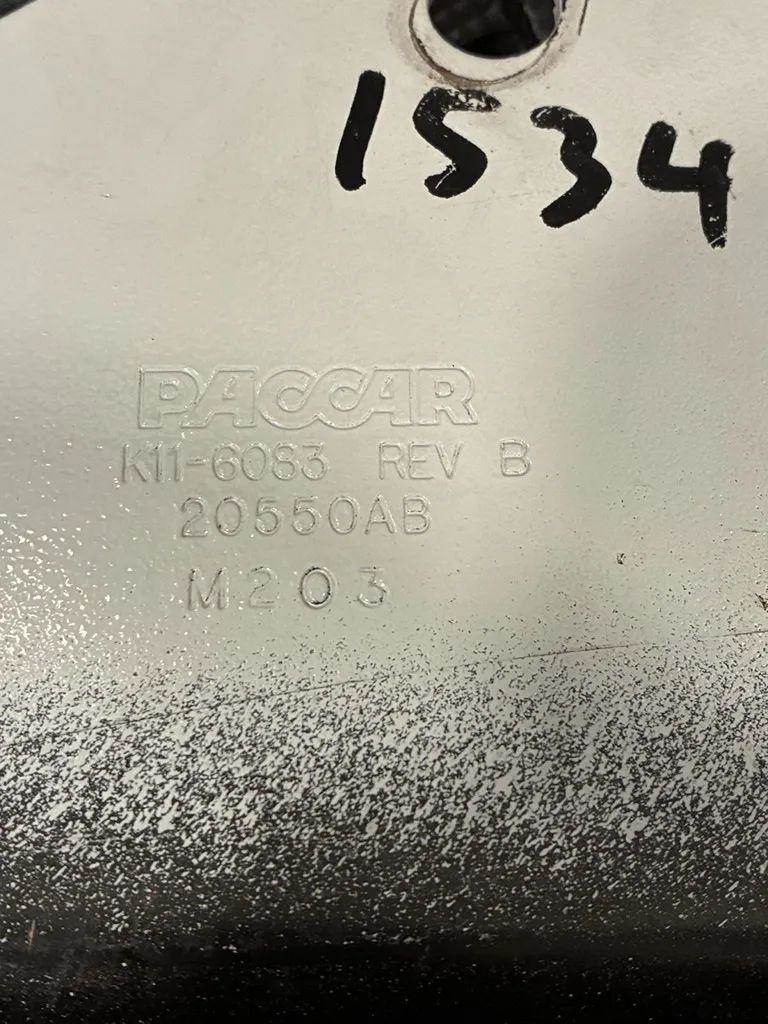 1534
PACCAR
K11-6083 REV B
20550AB
M203